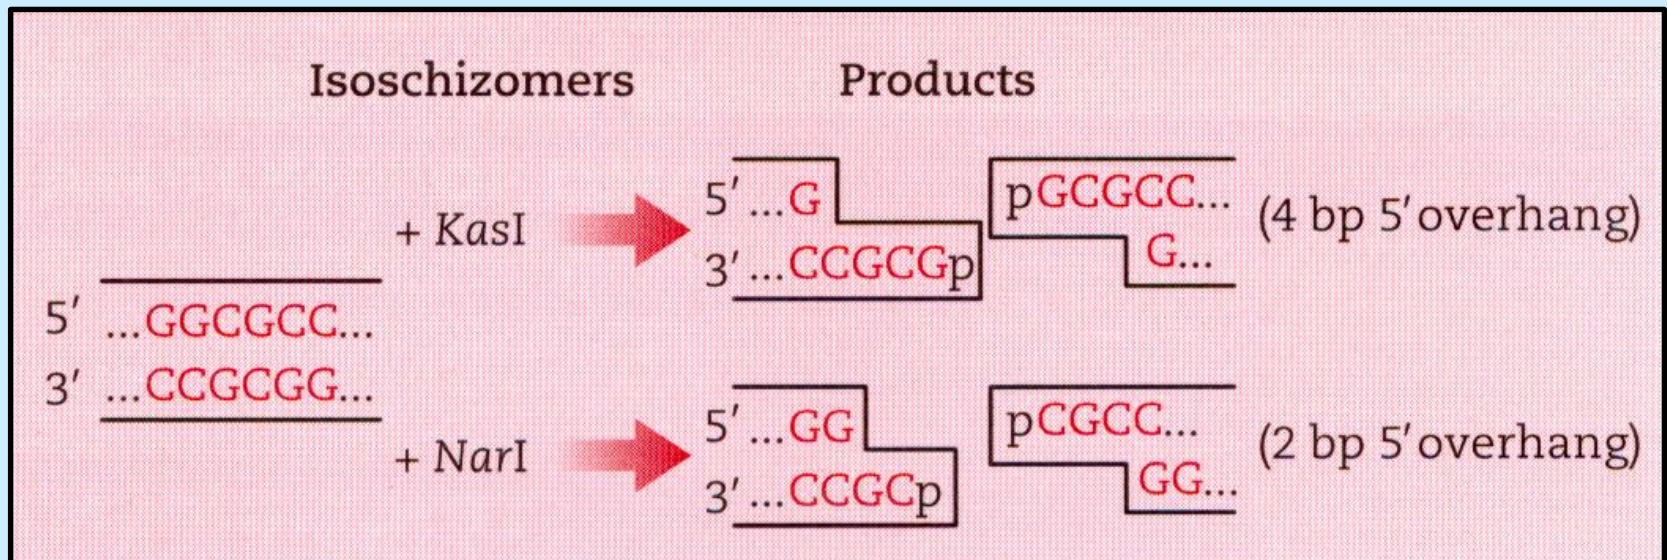 Isoschizomers Products
+ KasI
5′ ...G pGCGCC... (4 bp 5′ overhang)
3′ ...CCGCGp G...
5′ ...GGCGCC...
3′ ...CCGCGG...
+ NarI
5′ ...GG pCGCC... (2 bp 5′ overhang)
3′ ...CCGCp GG...